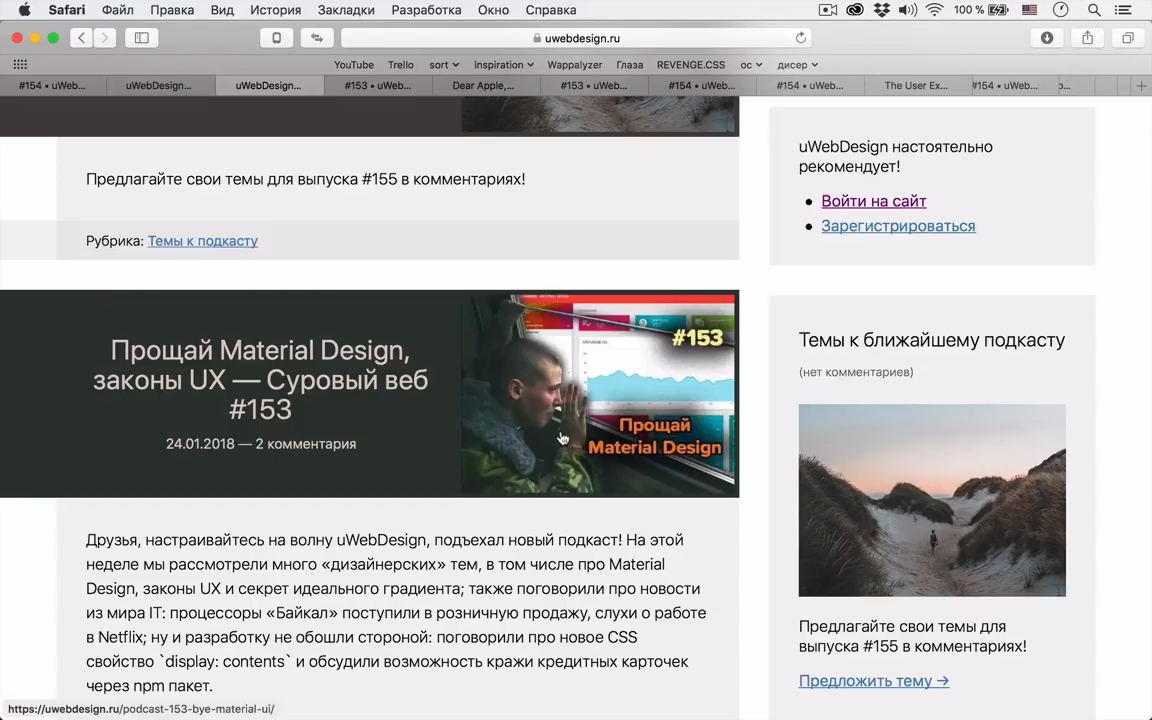 Safari Файл Правка Вид История Закладки Разработка Окно Справка 100 %
uwebdesign.ru
YouTube Trello sort inspiration Wappalyzer Глаза REVENGE.CSS ос дисер
#154 • uWeb... uWebDesign... uWebDesign... #153 • uWeb... Dear Apple,... #153 • uWeb... #154 • uWeb... #154 • uWeb... The User Ex... #154 • uWeb...
Предлагайте свои темы для выпуска #155 в комментариях!
Рубрика: Темы к подкасту
Прощай Material Design,
законы UX — Суровый веб
#153
24.01.2018 — 2 комментария
#153
Прощай
Material Design
Друзья, настраивайтесь на волну uWebDesign, подъехал новый подкаст! На этой
неделе мы рассмотрели много «дизайнерских» тем, в том числе про Material
Design, законы UX и секрет идеального градиента; также поговорили про новости
из мира IT: процессоры «Байкал» поступили в розничную продажу, слухи о работе
в Netflix; ну и разработку не обошли стороной: поговорили про новое CSS
свойство `display: contents` и обсудили возможность кражи кредитных карточек
через npm пакет.
uWebDesign настоятельно
рекомендует!
Войти на сайт
Зарегистрироваться
Темы к ближайшему подкасту
(нет комментариев)
Предлагайте свои темы для
выпуска #155 в комментариях!
Предложить тему →
https://uwebdesign.ru/podcast-153-bye-material-ui/